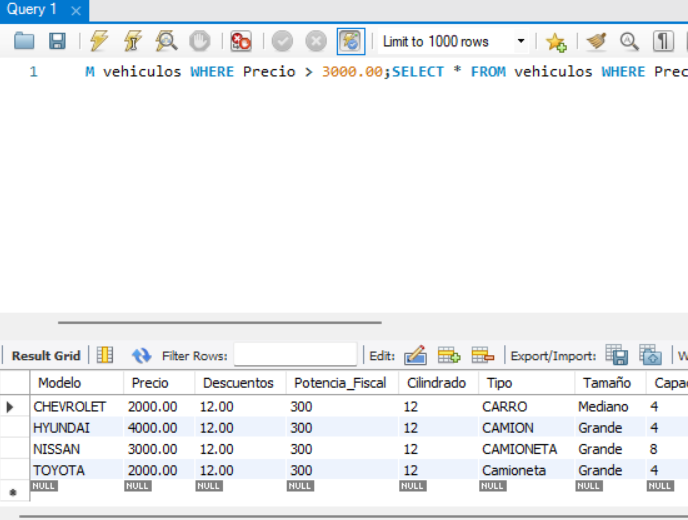 Query 1
Limit to 1000 rows
1 M vehiculos WHERE Precio > 3000.00;SELECT * FROM vehiculos WHERE Prec
Result Grid Filter Rows: Edit: Export/Import: W
Modelo Precio Descuentos Potencia_Fiscal Cilindrado Tipo Tamaño Capac
CHEVROLET 2000.00 12.00 300 12 CARRO Mediano 4
HYUNDAI 4000.00 12.00 300 12 CAMION Grande 4
NISSAN 3000.00 12.00 300 12 CAMIONETA Grande 8
TOYOTA 2000.00 12.00 300 12 Camioneta Grande 4
NULL NULL NULL NULL NULL NULL NULL NULL